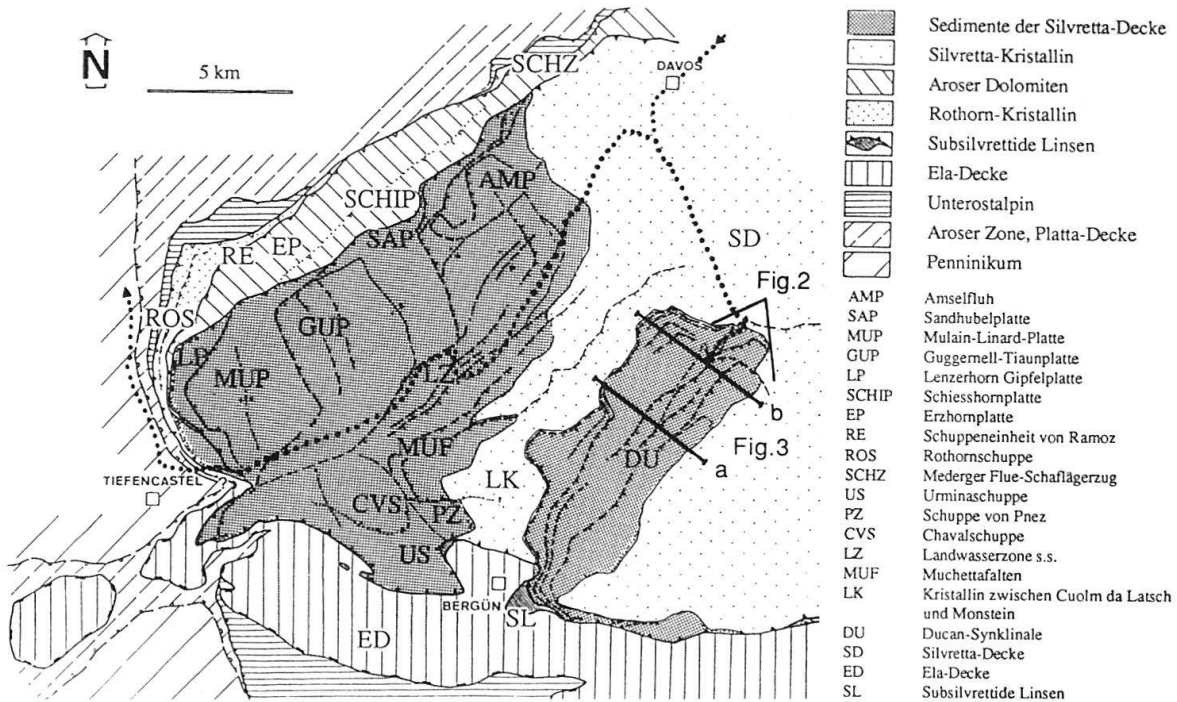 N
5 km
SCHZ
DAVOS
AMP
SCHIP
SAP
RE
EP
SD
Fig.2
ROS
LP
MUP
GUP
LZ
b
MUF
DU
Fig.3
a
TIEFENCASTEL
?
CVS
PZ
LK
US
BERGÜN
SL
ED
Sedimente der Silvretta-Decke
Silvretta-Kristallin
Aroser Dolomiten
Rothorn-Kristallin
Subsilvrettide Linsen
Ela-Decke
Unterostalpin
Aroser Zone, Platta-Decke
Penninikum
AMP Amselfluh
SAP Sandhubelplatte
MUP Mulain-Linard-Platte
GUP Guggernell-Tiaunplatte
LP Lenzerhorn Gipfelplatte
SCHIP Schiesshornplatte
EP Erzhornplatte
RE Schuppeneinheit von Ramoz
ROS Rothornschuppe
SCHZ Mederger Flue-Schaflägerzug
US Urminaschuppe
PZ Schuppe von Pnez
CVS Chavalschuppe
LZ Landwasserzone s.s.
MUF Muchettafalten
LK Kristallin zwischen Cuolm da Latsch
und Monstein
DU Ducan-Synklinale
SD Silvretta-Decke
ED Ela-Decke
SL Subsilvrettide Linsen